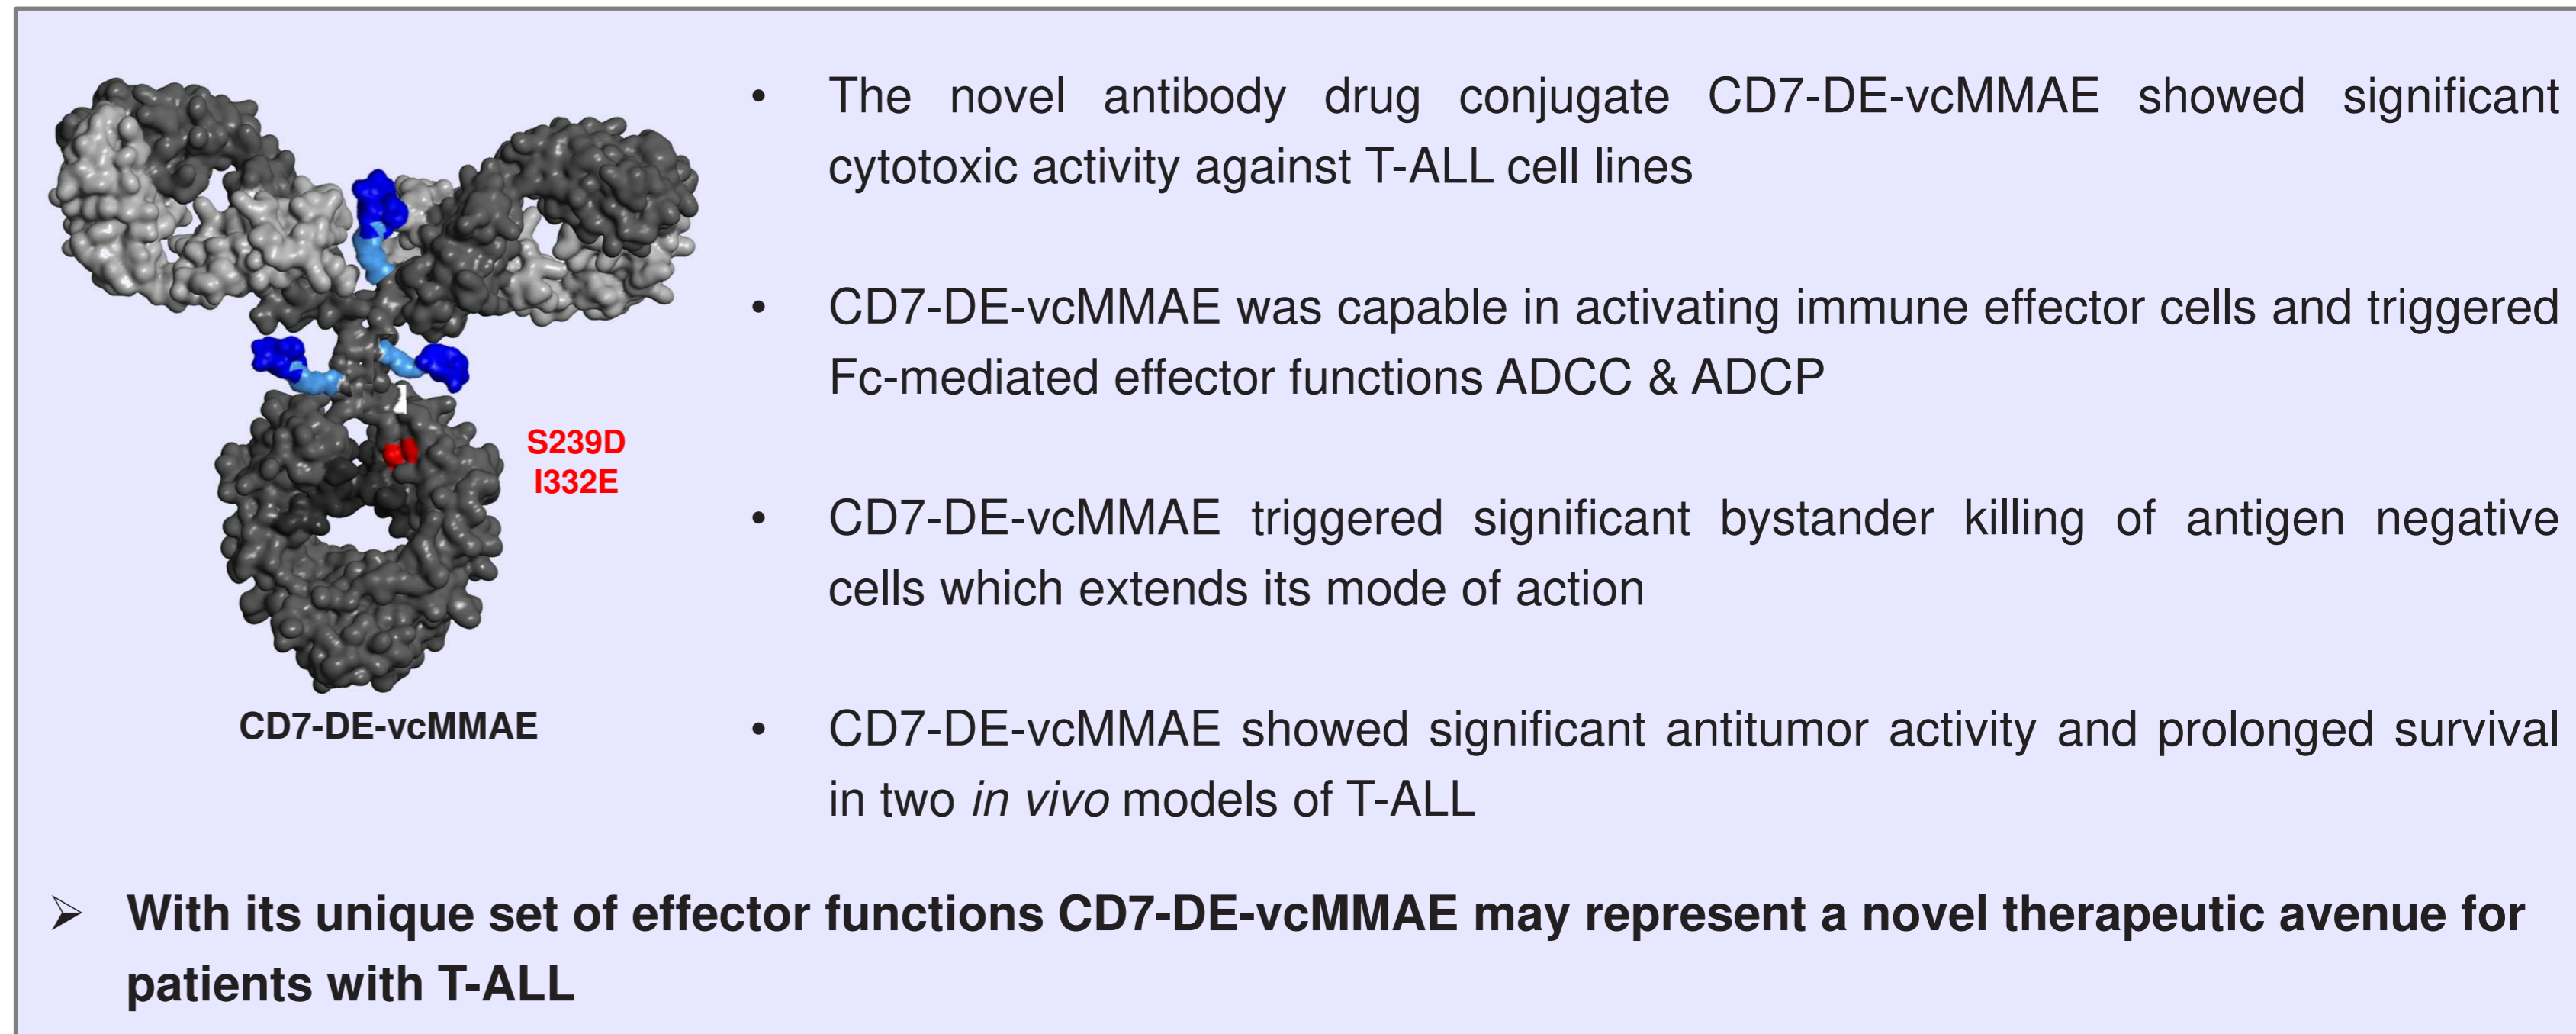 • The novel antibody drug conjugate CD7-DE-vcMMAE showed significant
cytotoxic activity against T-ALL cell lines
• CD7-DE-vcMMAE was capable in activating immune effector cells and triggered
Fc-mediated effector functions ADCC & ADCP
S239D
I332E
• CD7-DE-vcMMAE triggered significant bystander killing of antigen negative
cells which extends its mode of action
CD7-DE-vcMMAE
• CD7-DE-vcMMAE showed significant antitumor activity and prolonged survival
in two in vivo models of T-ALL
➢ With its unique set of effector functions CD7-DE-vcMMAE may represent a novel therapeutic avenue for
patients with T-ALL